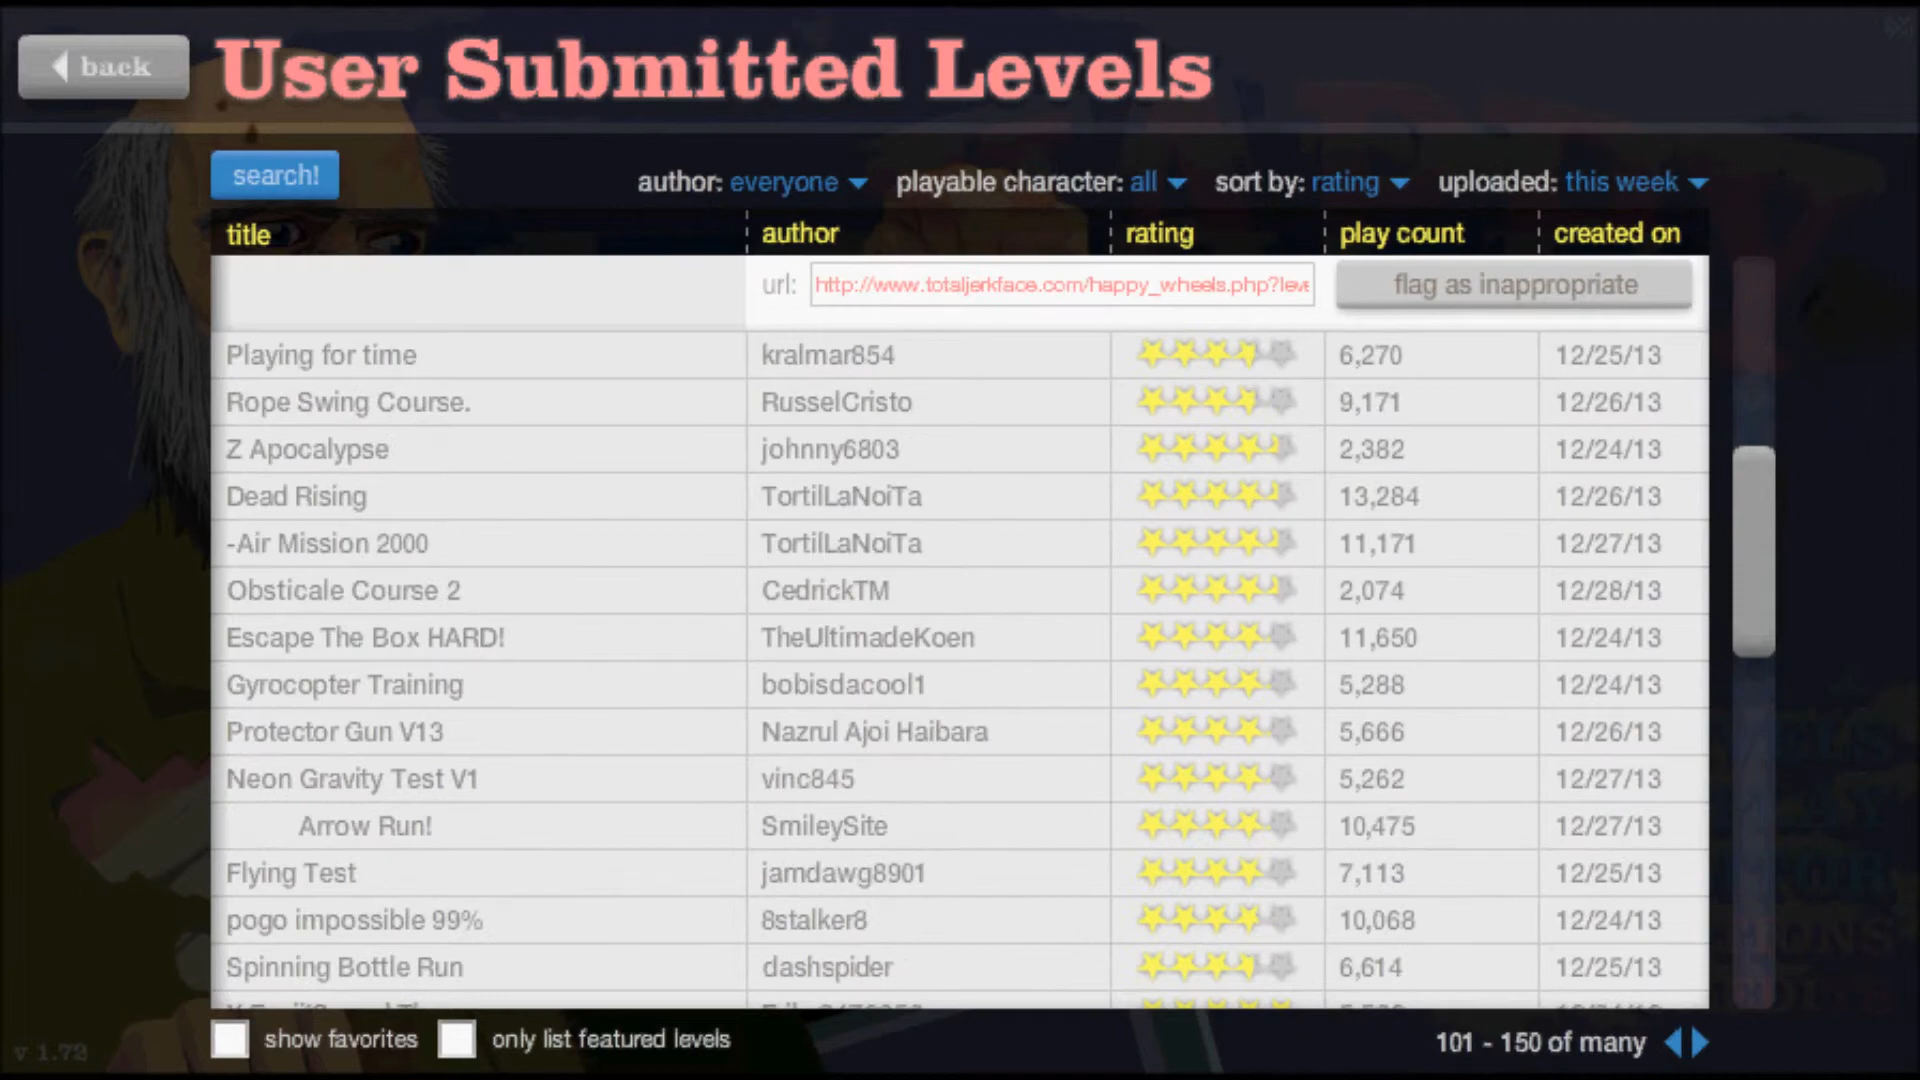 back
User Submitted Levels
search!
author: everyone playable character: all sort by: rating uploaded: this week
title author rating play count created on
url: http://www.totaljerkface.com/happy_wheels.php?leve flag as inappropriate
Playing for time kralmar854 6,270 12/25/13
Rope Swing Course. RusselCristo 9,171 12/26/13
Z Apocalypse johnny6803 2,382 12/24/13
Dead Rising TortilLaNoiTa 13,284 12/26/13
-Air Mission 2000 TortilLaNoiTa 11,171 12/27/13
Obsticale Course 2 CedrickTM 2,074 12/28/13
Escape The Box HARD! TheUltimadeKoen 11,650 12/24/13
Gyrocopter Training bobisdacool1 5,288 12/24/13
Protector Gun V13 Nazrul Ajoi Haibara 5,666 12/26/13
Neon Gravity Test V1 vinc845 5,262 12/27/13
Arrow Run! SmileySite 10,475 12/27/13
Flying Test jamdawg8901 7,113 12/25/13
pogo impossible 99% 8stalker8 10,068 12/24/13
Spinning Bottle Run dashspider 6,614 12/25/13
show favorites only list featured levels 101 - 150 of many
v 1.72